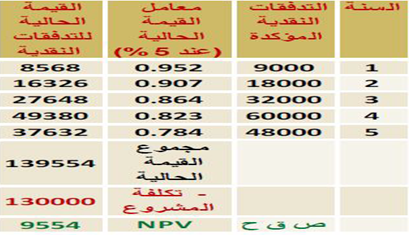 السنة التدفقات النقدية المؤكدة معامل القيمة الحالية (عند 5 %) القيمة الحالية للتدفقات النقدية
1 9000 0.952 8568
2 18000 0.907 16326
3 32000 0.864 27648
4 60000 0.823 49380
5 48000 0.784 37632
مجموع القيمة الحالية 139554
- تكلفة المشروع 130000
ص ق ح NPV 9554